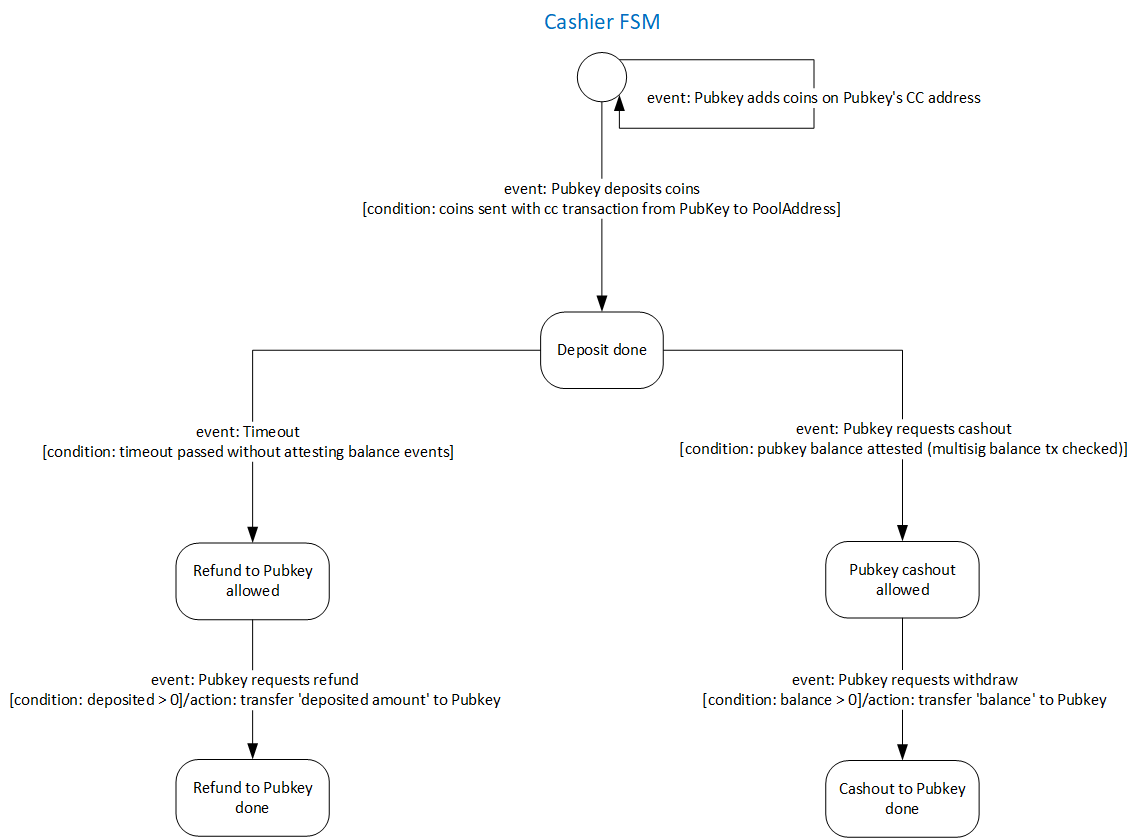 Cashier FSM
event: Pubkey adds coins on Pubkey's CC address
event: Pubkey deposits coins
[condition: coins sent with cc transaction from PubKey to PoolAddress]
Deposit done
event: Timeout
[condition: timeout passed without attesting balance events]
event: Pubkey requests cashout
[condition: pubkey balance attested (multisig balance tx checked)]
Refund to Pubkey
allowed
Pubkey cashout
allowed
event: Pubkey requests refund
[condition: deposited > 0]/action: transfer 'deposited amount' to Pubkey
event: Pubkey requests withdraw
[condition: balance > 0]/action: transfer 'balance' to Pubkey
Refund to Pubkey
done
Cashout to Pubkey
done